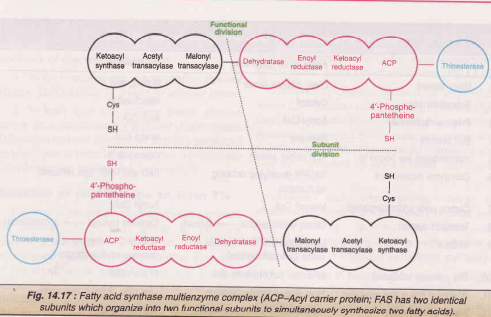 Functional
division
Ketoacyl
synthase
Acetyl
transacylase
Malonyl
transacylase
Dehydratase
Enoyl
reductase
Ketoacyl
reductase
ACP
Thioesterase
Cys
SH
4'-Phospho-
pantetheine
SH
Subunit
division
SH
4'-Phospho-
pantetheine
SH
Cys
Thioesterase
ACP
Ketoacyl
reductase
Enoyl
reductase
Dehydratase
Malonyl
transacylase
Acetyl
transacylase
Ketoacyl
synthase
Fig. 14.17 : Fatty acid synthase multienzyme complex (ACP–Acyl carrier protein; FAS has two identical
subunits which organize into two functional subunits to simultaneously synthesize two fatty acids).